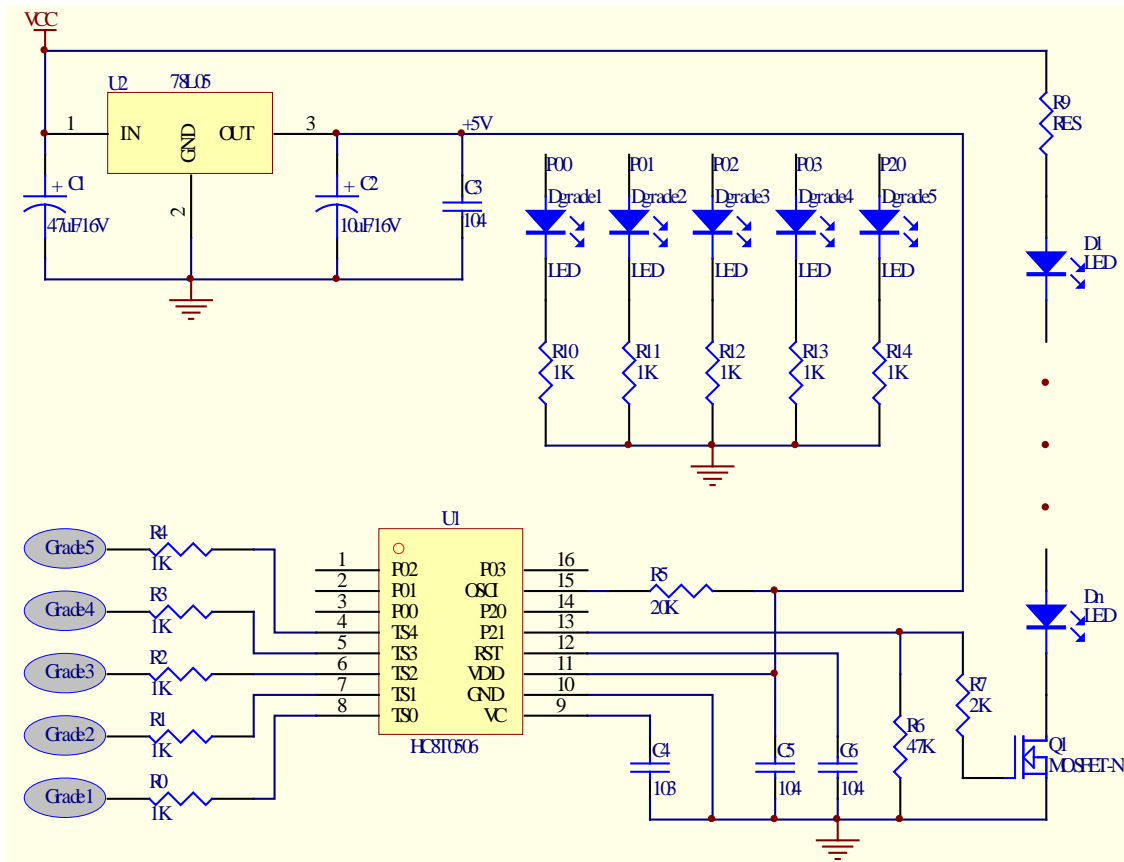 VCC
U2 78L05
1 IN GND OUT 3
2
+ C1
47uF16V
+ C2
10uF16V
+5V
C3
104
P00 P01 P02 P03 P20
Dgrade1 Dgrade2 Dgrade3 Dgrade4 Dgrade5
LED LED LED LED LED
R10 R11 R12 R13 R14
1K 1K 1K 1K 1K
R9
RES
D1
LED
Dn
LED
Grade5 R4 1K
Grade4 R3 1K
Grade3 R2 1K
Grade2 R1 1K
Grade1 R0 1K
U1
1 P02 P03 16
2 P01 OSCI 15
3 P00 P20 14
4 TS4 P21 13
5 TS3 RST 12
6 TS2 VDD 11
7 TS1 GND 10
8 TS0 VC 9
HC8T0506
R5
20K
C4
103
C5
104
C6
104
R6
47K
R7
2K
Q1
MOSFET-N